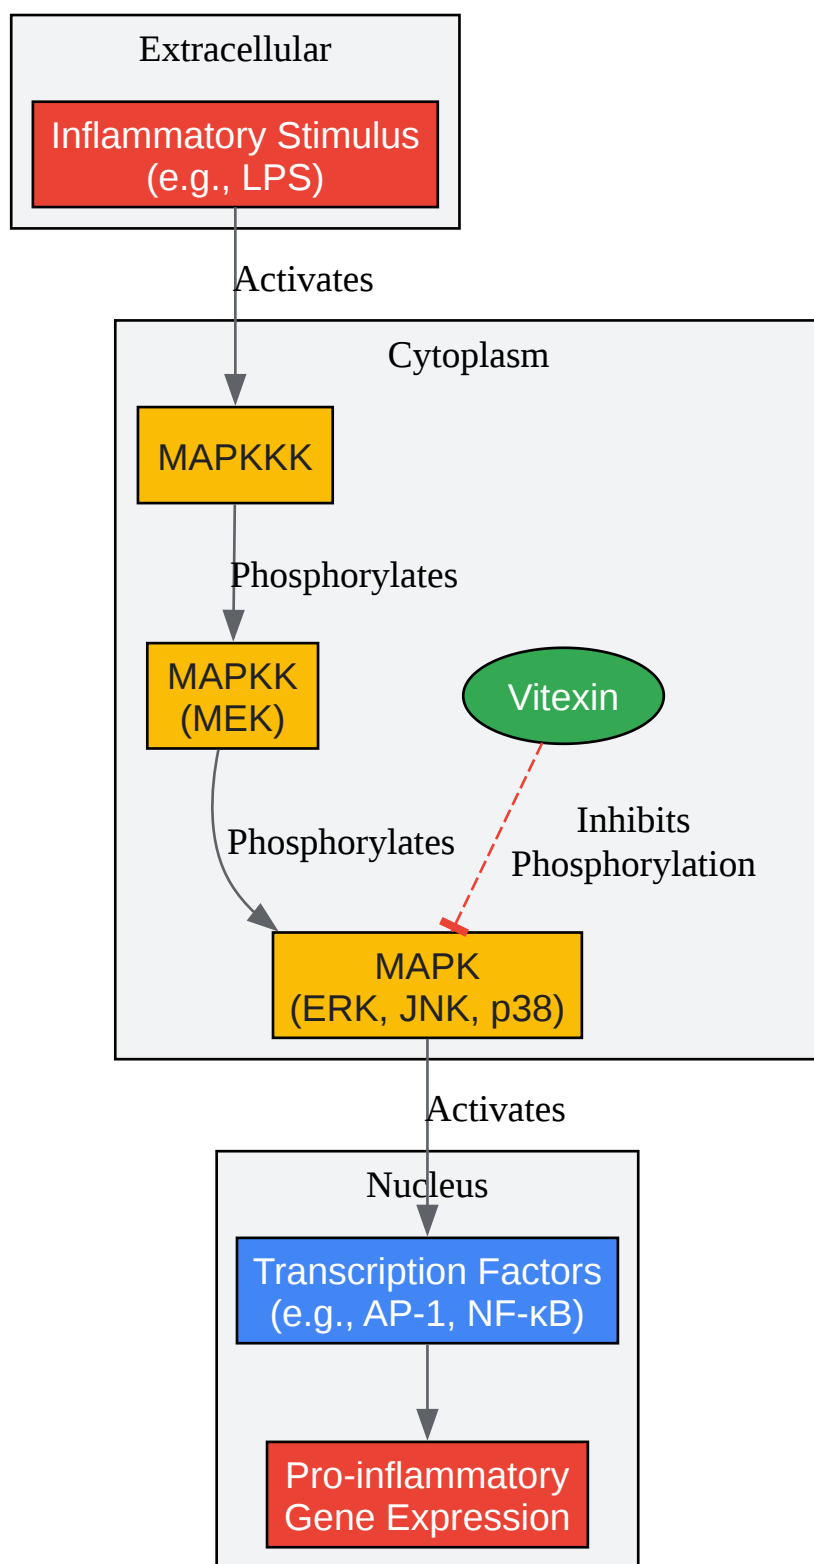 Extracellular
Inflammatory Stimulus
(e.g., LPS)
Activates
Cytoplasm
MAPKKK
Phosphorylates
MAPKK
(MEK)
Vitexin
Phosphorylates
Inhibits
Phosphorylation
MAPK
(ERK, JNK, p38)
Activates
Nucleus
Transcription Factors
(e.g., AP-1, NF-κB)
Pro-inflammatory
Gene Expression